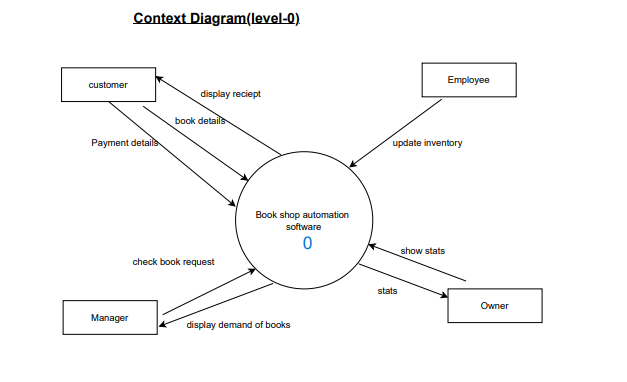 Context Diagram(level-0)
customer
Employee
display reciept
book details
Payment details
update inventory
Book shop automation
software
0
show stats
check book request
stats
Manager
Owner
display demand of books